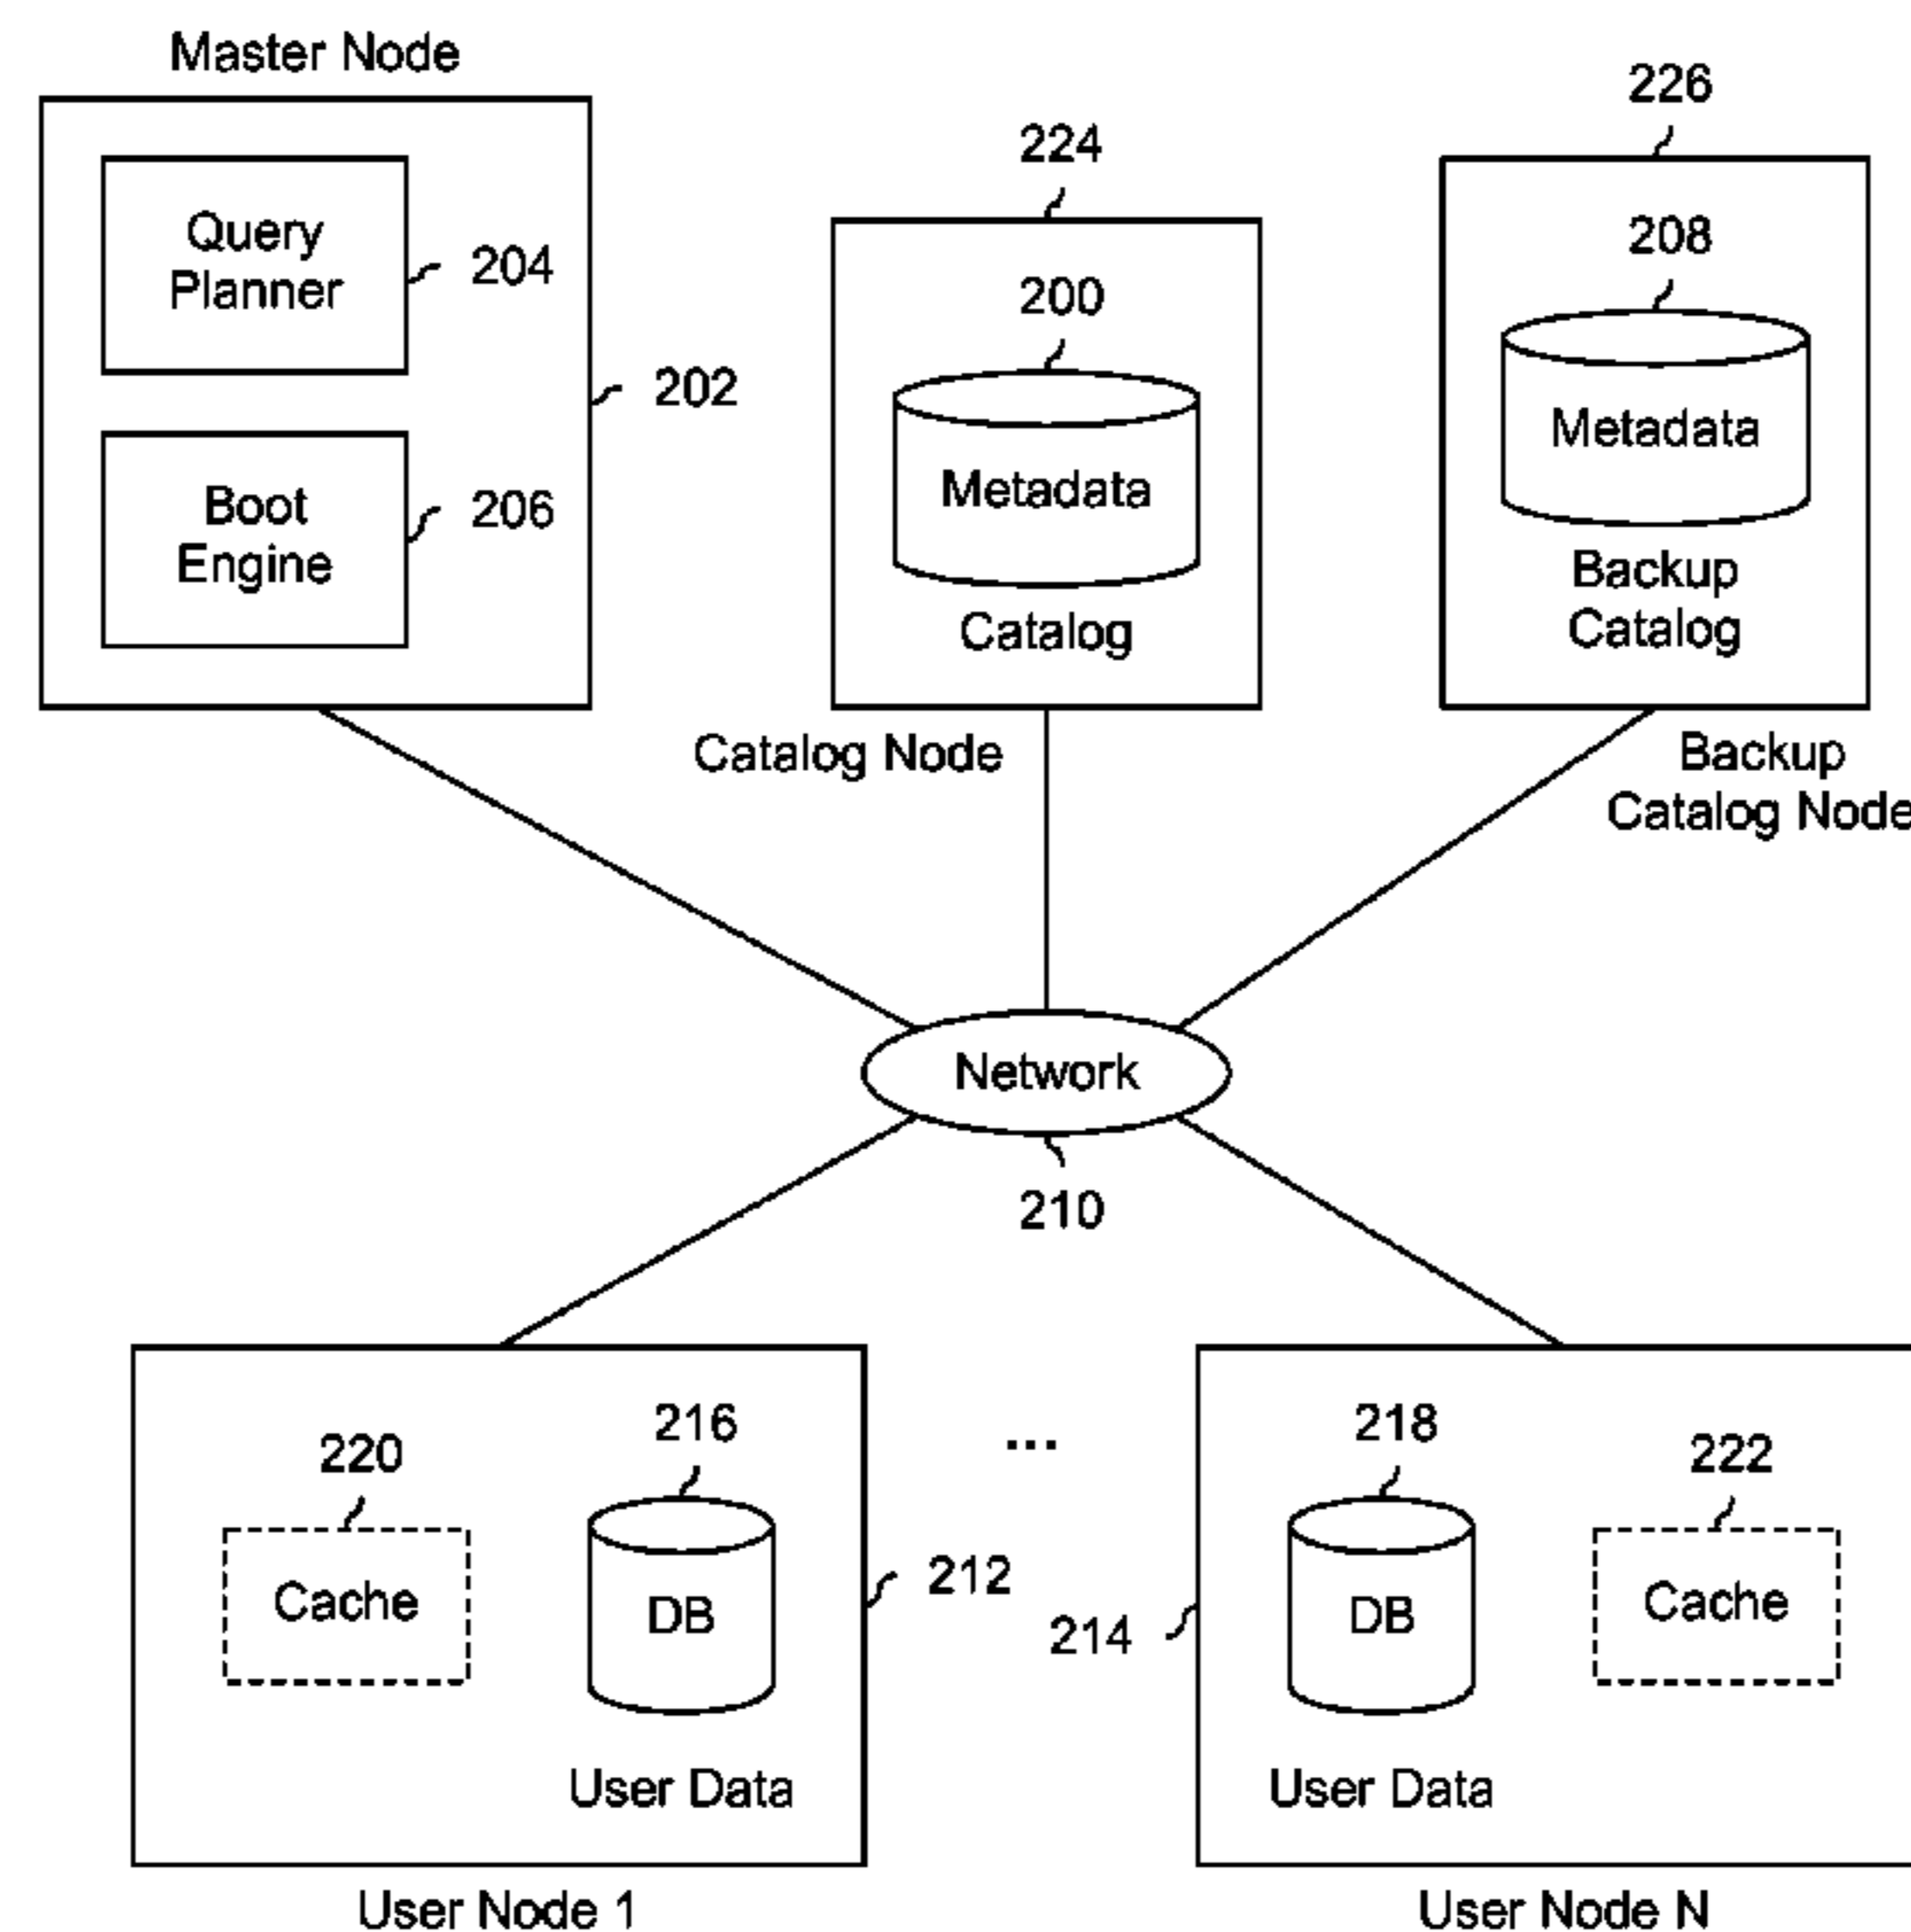 Master Node
226
224
Query
Planner
204
208
200
202
Metadata
Metadata
Boot
Engine
206
Backup
Catalog
Catalog
Catalog Node
Backup
Catalog Node
Network
210
216
...
218
220
222
212
Cache
DB
214
DB
Cache
User Data
User Data
User Node 1
User Node N